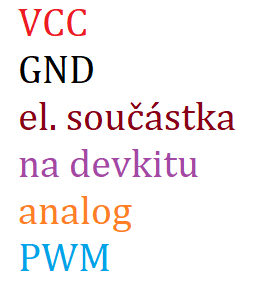 VCC
GND
el. součástka
na devkitu
analog
PWM